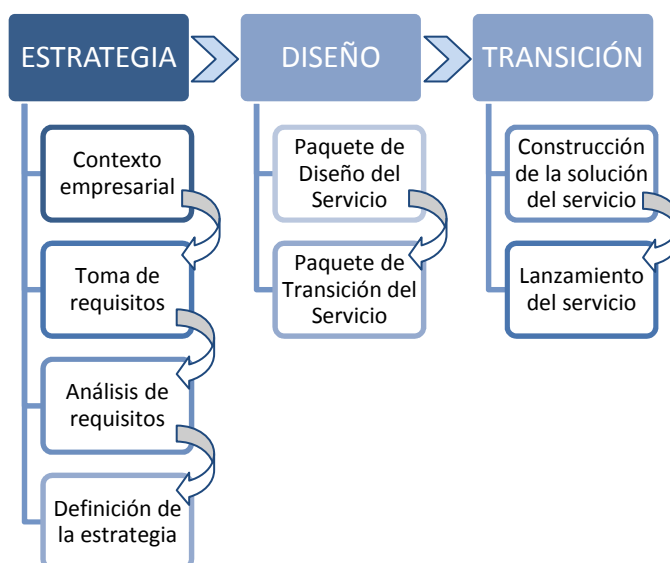 ESTRATEGIA
Contexto
empresarial
Toma de
requisitos
Análisis de
requisitos
Definición de
la estrategia
DISEÑO
Paquete de
Diseño del
Servicio
Paquete de
Transición del
Servicio
TRANSICIÓN
Construcción
de la solución
del servicio
Lanzamiento
del servicio